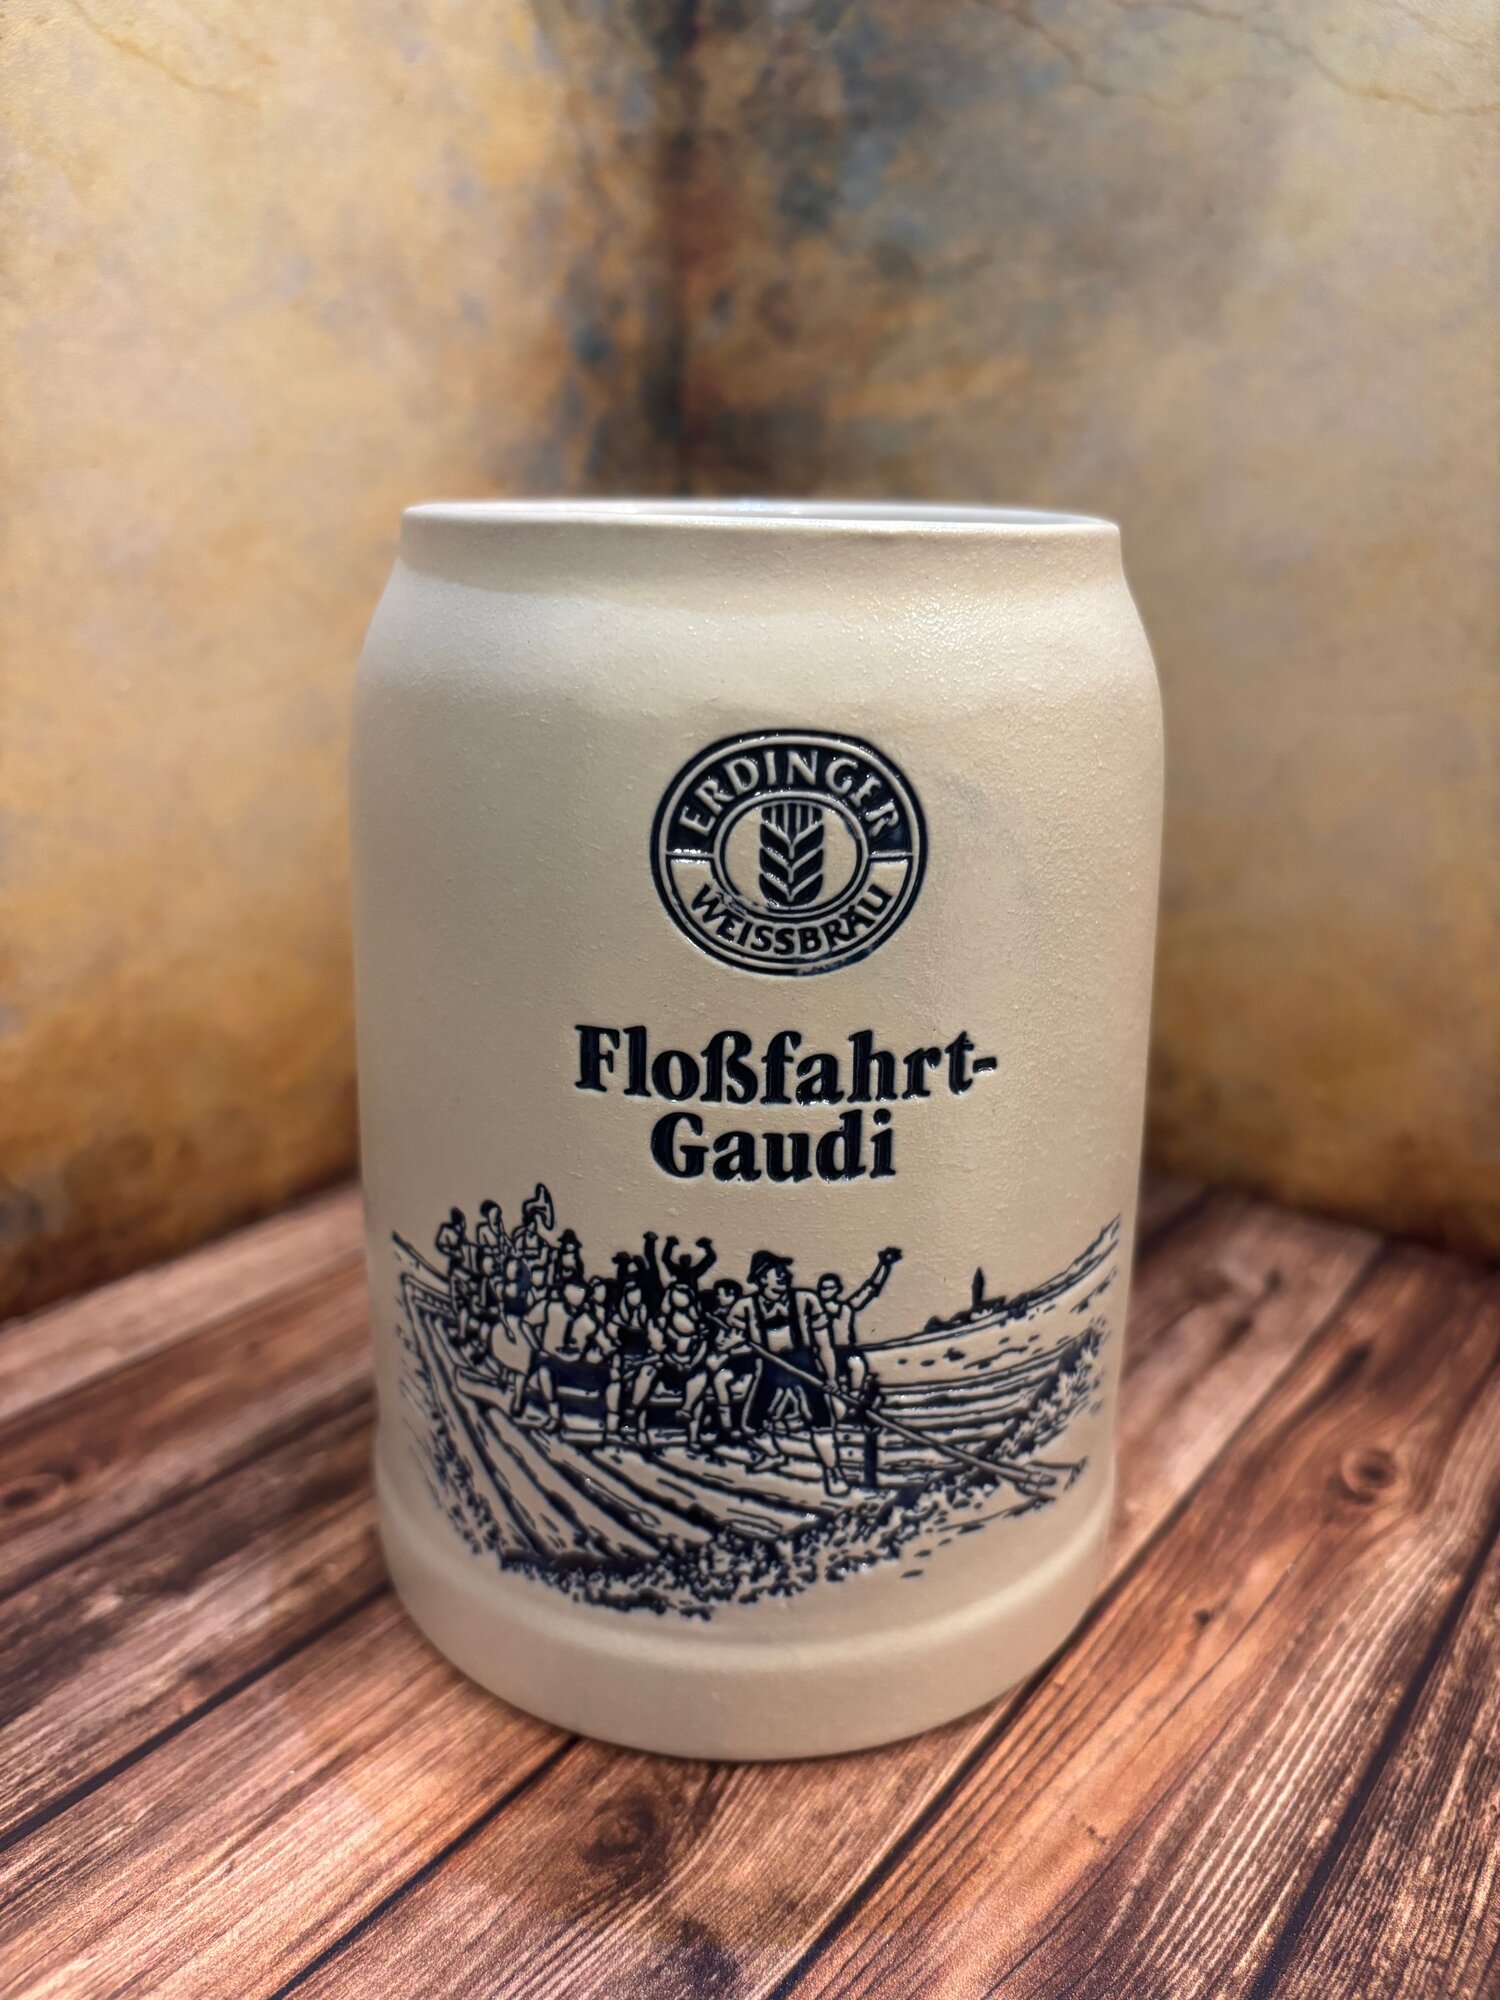 ERDINGER
WEISSBRÄU
Floßfahrt-
Gaudi